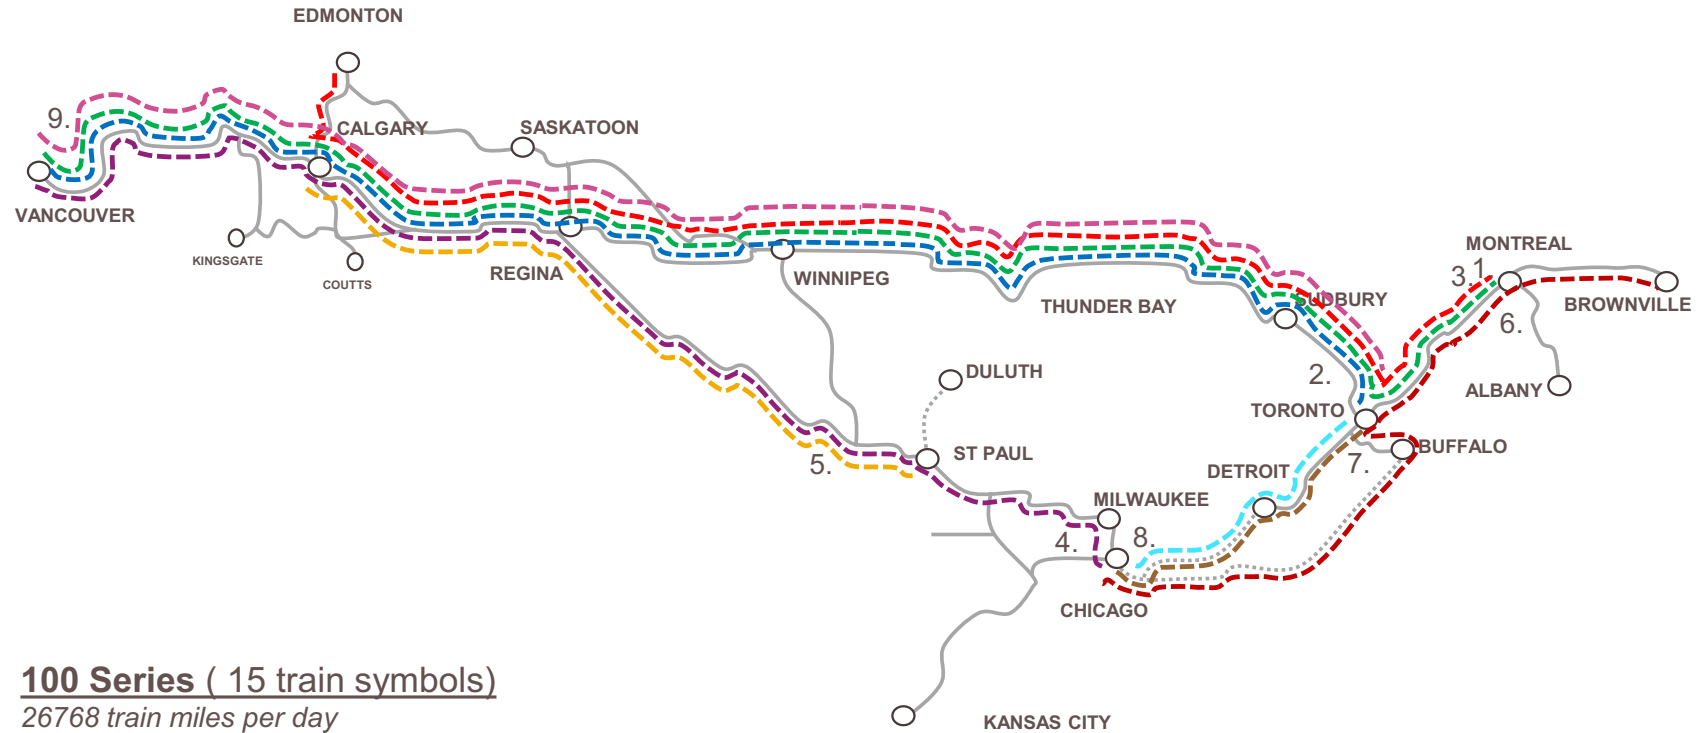 EDMONTON
9.
CALGARY
SASKATOON
VANCOUVER
KINGSGATE
COUTTS
REGINA
WINNIPEG
THUNDER BAY
SUDBURY
MONTREAL
3.
1.
BROWNVILLE
6.
DULUTH
2.
ALBANY
TORONTO
5.
ST PAUL
DETROIT
7.
BUFFALO
MILWAUKEE
4.
8.
CHICAGO
100 Series ( 15 train symbols)
26768 train miles per day
KANSAS CITY